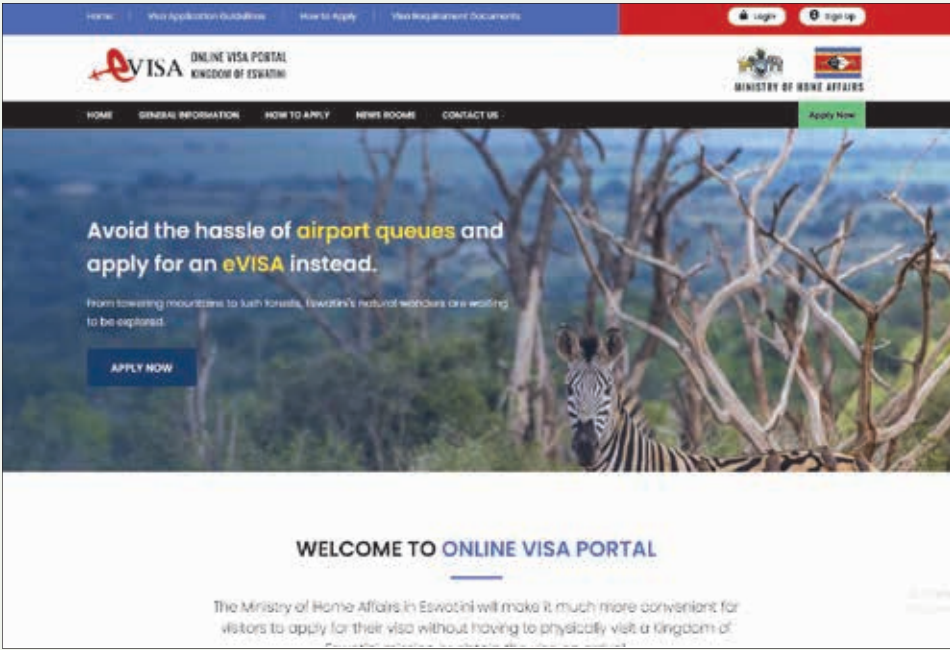 Home
Visa Application Guidelines
How to Apply
Visa Requirement Documents
Login
Sign Up
eVISA
ONLINE VISA PORTAL
KINGDOM OF ESWATINI
MINISTRY OF HOME AFFAIRS
HOME
GENERAL INFORMATION
HOW TO APPLY
NEWS ROOMS
CONTACT US
Apply Now
Avoid the hassle of airport queues and
apply for an eVISA instead.
From towering mountains to lush forests, Eswatini's natural wonders are waiting
to be explored.
APPLY NOW
WELCOME TO ONLINE VISA PORTAL
The Ministry of Home Affairs in Eswatini will make it much more convenient for
visitors to apply for their visa without having to physically visit a Kingdom of